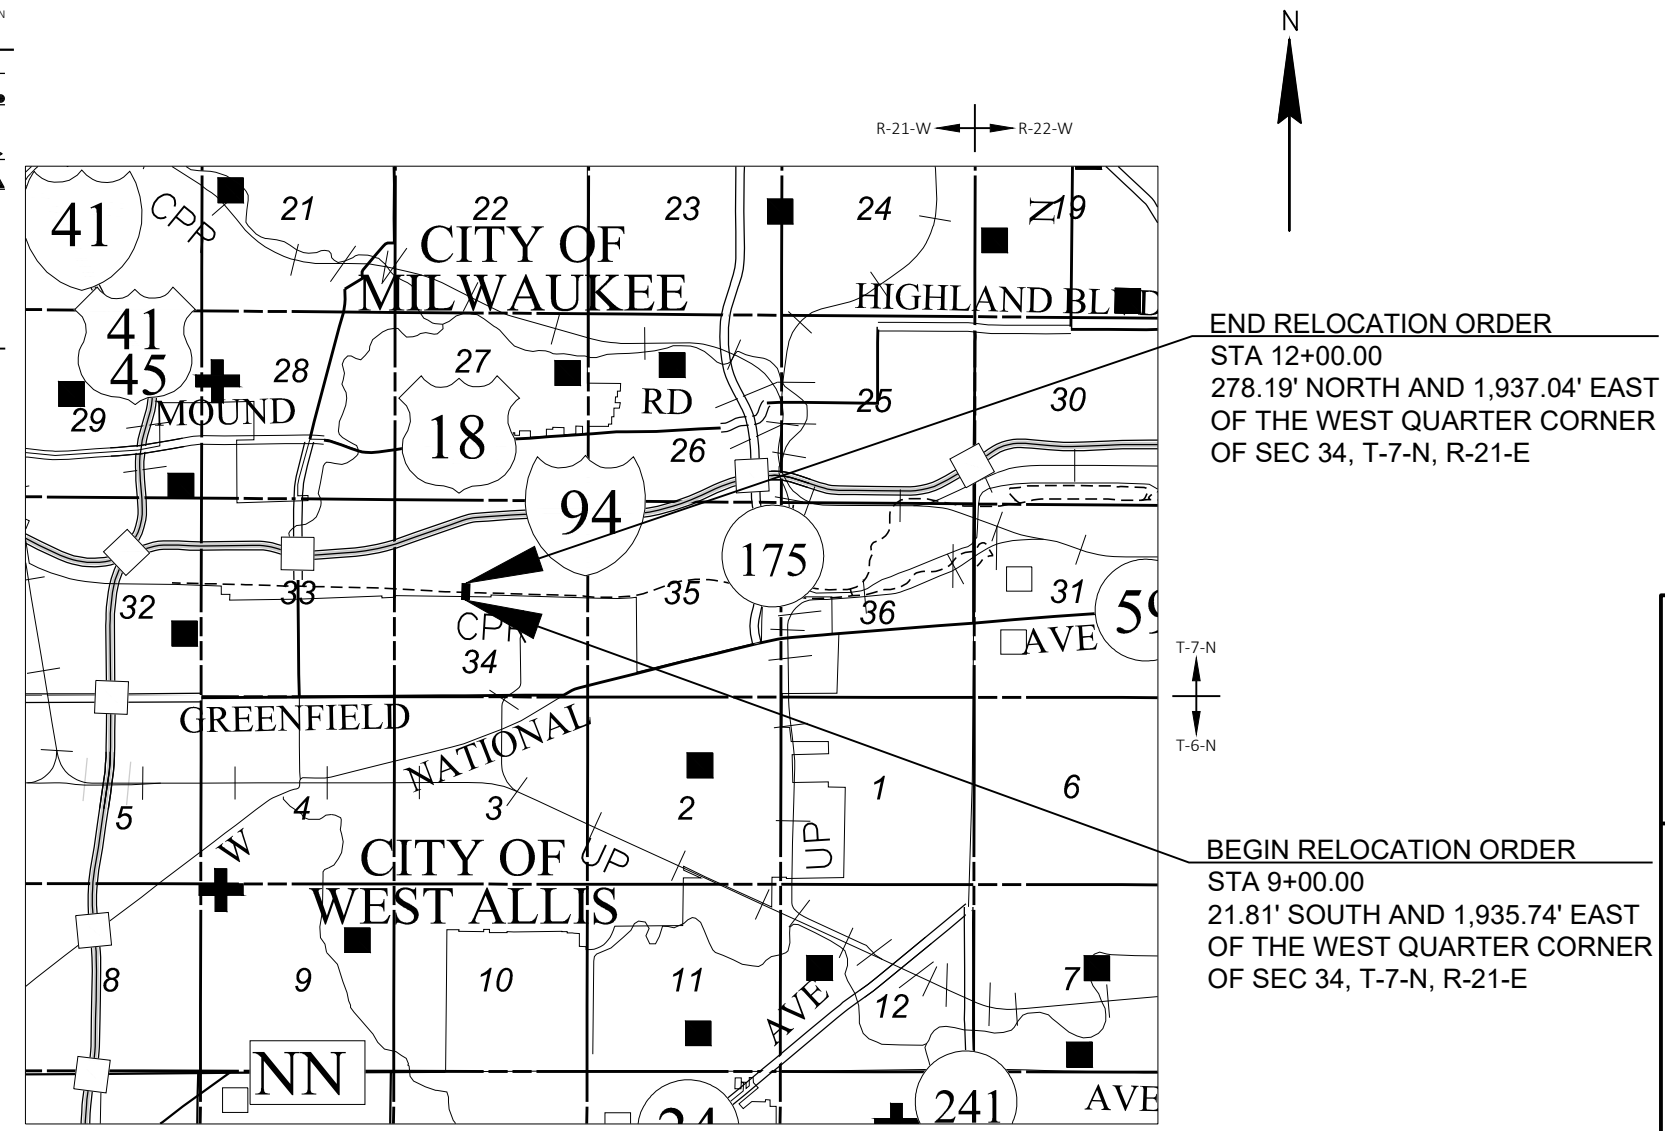 N
N
R-21-W
R-22-W
41
CPR
21
22
23
24
Z
19
CITY OF
MILWAUKEE
HIGHLAND BLVD
41
45
28
27
29
MOUND
RD
25
30
18
26
END RELOCATION ORDER
STA 12+00.00
278.19' NORTH AND 1,937.04' EAST
OF THE WEST QUARTER CORNER
OF SEC 34, T-7-N, R-21-E
94
175
32
33
35
36
31
59
CPR
34
AVE
T-7-N
T-6-N
GREENFIELD
NATIONAL
5
4
3
2
1
6
W
CITY OF
WEST ALLIS
UP
UP
BEGIN RELOCATION ORDER
STA 9+00.00
21.81' SOUTH AND 1,935.74' EAST
OF THE WEST QUARTER CORNER
OF SEC 34, T-7-N, R-21-E
8
9
10
11
12
7
AVE
NN
24
241
AVE